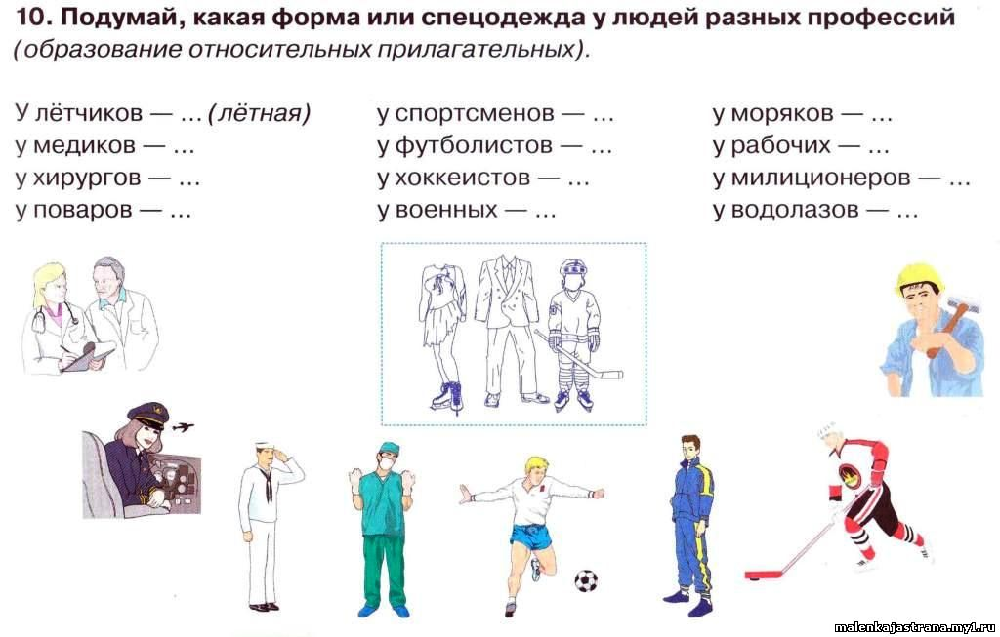 10. Подумай, какая форма или спецодежда у людей разных профессий
(образование относительных прилагательных).
У лётчиков — ... (лётная)
у медиков — ...
у хирургов — ...
у поваров — ...
у спортсменов — ...
у футболистов — ...
у хоккеистов — ...
у военных — ...
у моряков — ...
у рабочих — ...
у милиционеров — ...
у водолазов — ...
malenkajastrana.my1.ru